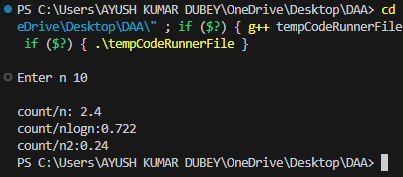 PS C:\Users\AYUSH KUMAR DUBEY\OneDrive\Desktop\DAA> cd
eDrive\Desktop\DAA\" ; if ($?) { g++ tempCodeRunnerFile
 if ($?) { .\tempCodeRunnerFile }
Enter n 10
count/n: 2.4
count/nlogn:0.722
count/n2:0.24
PS C:\Users\AYUSH KUMAR DUBEY\OneDrive\Desktop\DAA>